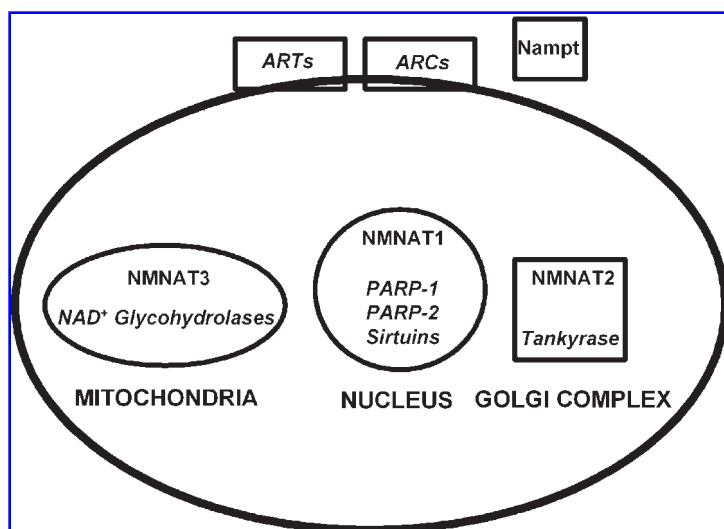 ARTs
ARCs
Nampt
NMNAT3
NAD⁺ Glycohydrolases
MITOCHONDRIA
NMNAT1
PARP-1
PARP-2
Sirtuins
NUCLEUS
NMNAT2
Tankyrase
GOLGI COMPLEX